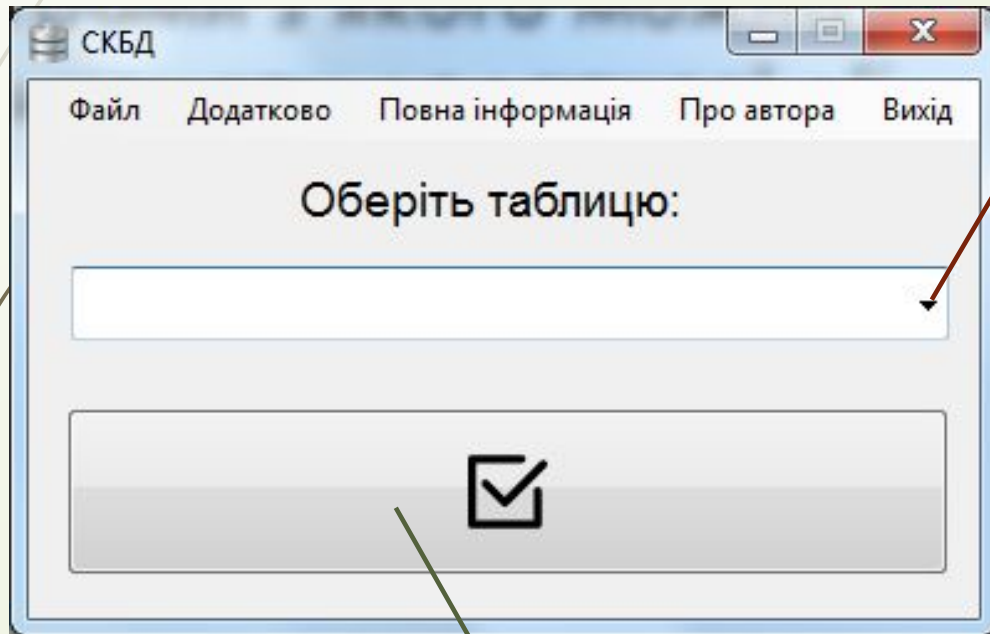 СКБД
Файл Додатково Повна інформація Про автора Вихід
Оберіть таблицю: